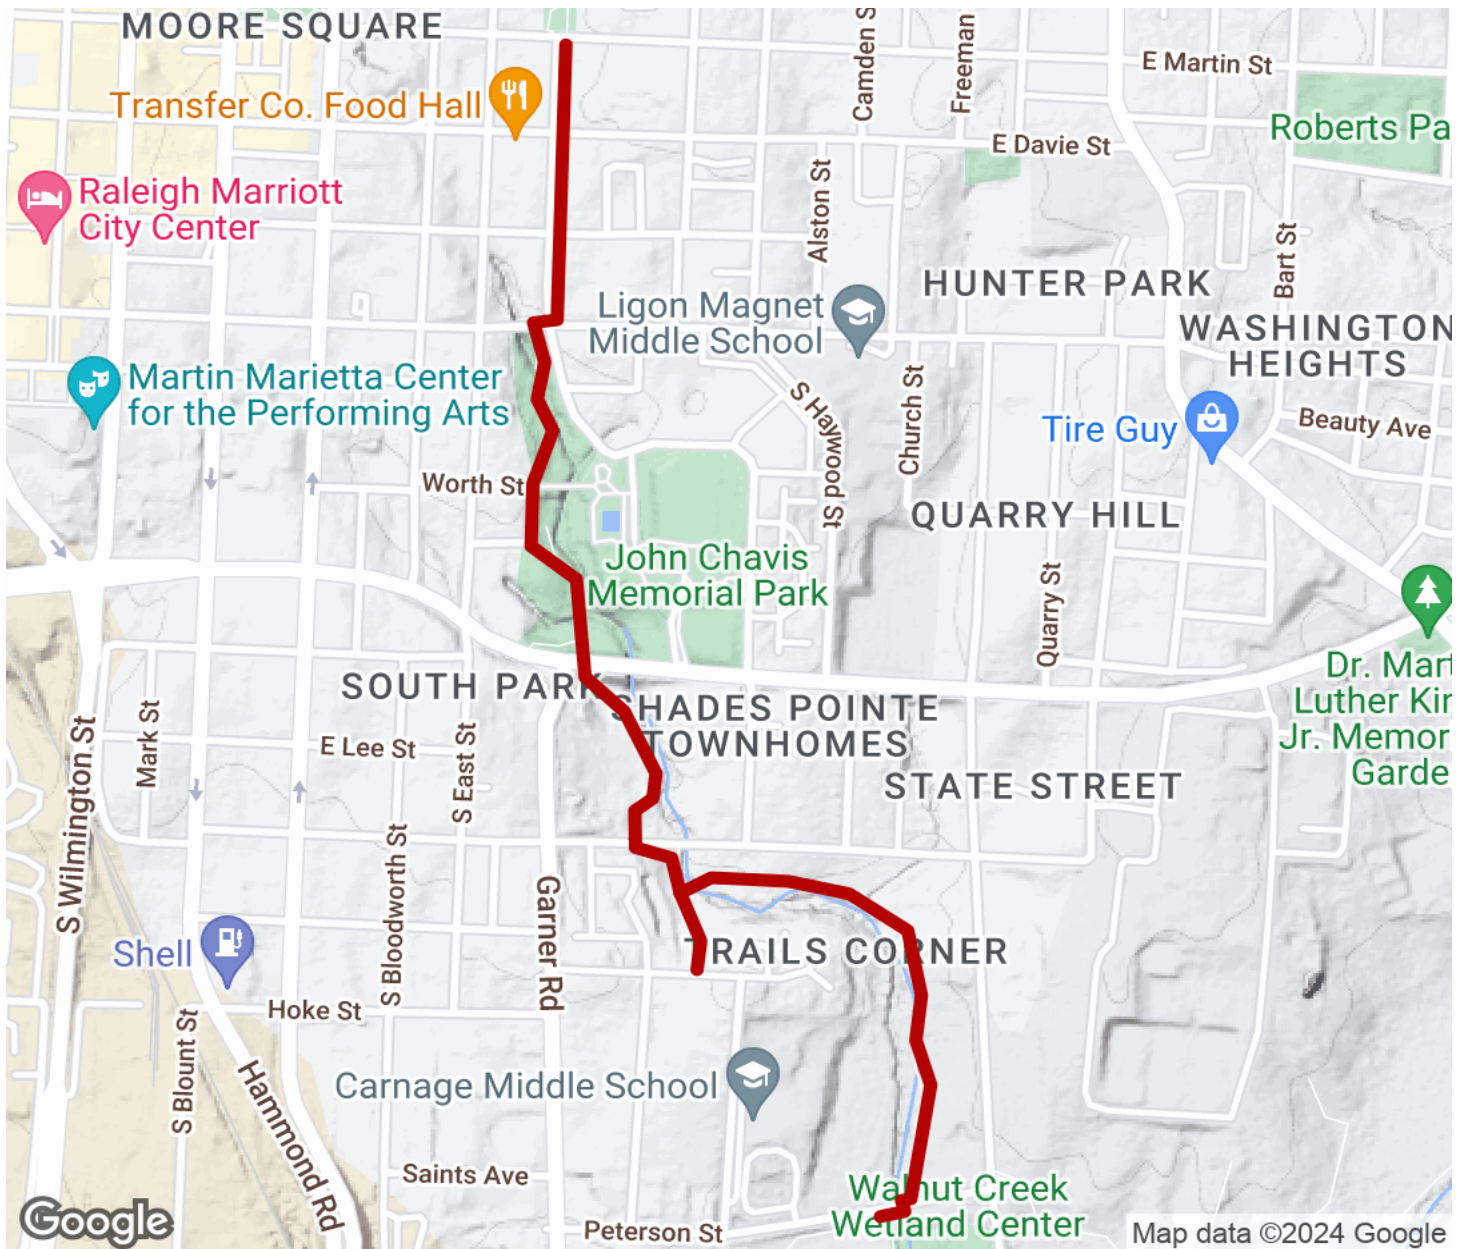 MOORE SQUARE
Camden S
Freeman
E Martin St
Transfer Co. Food Hall
Roberts Pa
E Davie St
Raleigh Marriott
City Center
Alston St
Bart St
HUNTER PARK
Ligon Magnet
Middle School
WASHINGTON
HEIGHTS
Martin Marietta Center
for the Performing Arts
S Haywood St
Church St
Beauty Ave
Tire Guy
Worth St
QUARRY HILL
John Chavis
Memorial Park
Quarry St
Dr. Mart
Luther Kin
Jr. Memor
Garde
SOUTH PARK
SHADES POINTE
TOWNHOMES
Mark St
E Lee St
S East St
STATE STREET
S Wilmington St
S Bloodworth St
Garner Rd
Shell
TRAILS CORNER
Hoke St
S Blount St
Hammond Rd
Carnage Middle School
Saints Ave
Walnut Creek
Wetland Center
Peterson St
Google
Map data ©2024 Google